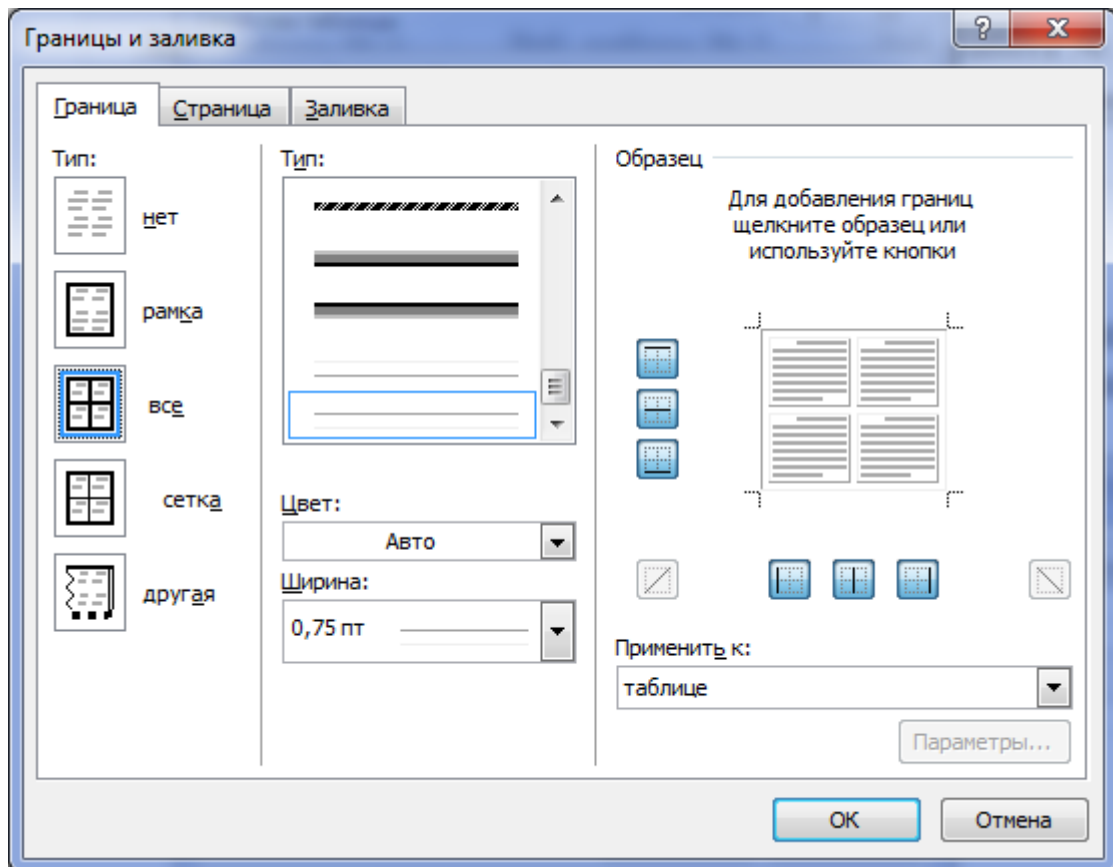 Границы и заливка
?
X
Граница
Страница
Заливка
Тип:
нет
рамка
все
сетка
другая
Тип:
Цвет:
Авто
Ширина:
0,75 пт
Образец
Для добавления границ
щелкните образец или
используйте кнопки
Применить к:
таблице
Параметры...
ОК
Отмена